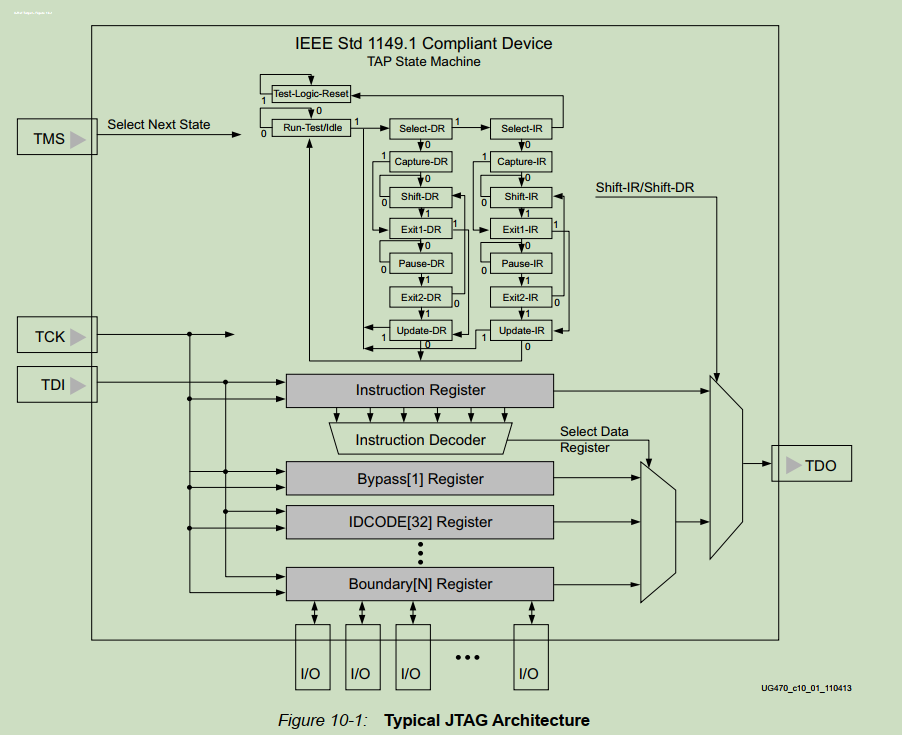 IEEE Std 1149.1 Compliant Device
TAP State Machine
Test-Logic-Reset
1
0
TMS
Select Next State
0
Run-Test/Idle
1
Select-DR
1
Select-IR
0
0
1
Capture-DR
1
Capture-IR
0
0
Shift-DR
Shift-IR
Shift-IR/Shift-DR
0
1
0
1
Exit1-DR
1
Exit1-IR
1
0
0
Pause-DR
Pause-IR
0
1
0
1
Exit2-DR
0
Exit2-IR
0
1
1
TCK
Update-DR
Update-IR
1
0
1
0
TDI
Instruction Register
Instruction Decoder
Select Data
Register
TDO
Bypass[1] Register
IDCODE[32] Register
Boundary[N] Register
I/O
I/O
I/O
I/O
UG470_c10_01_110413
Figure 10-1: Typical JTAG Architecture